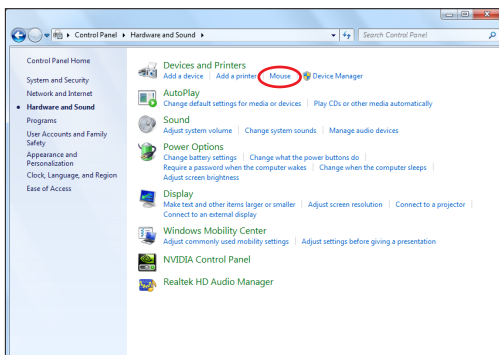 Control Panel ▸ Hardware and Sound ▸ Search Control Panel
Control Panel Home
System and Security
Network and Internet
Hardware and Sound
Programs
User Accounts and Family
Safety
Appearance and
Personalization
Clock, Language, and Region
Ease of Access
Devices and Printers
Add a device | Add a printer | Mouse | Device Manager
AutoPlay
Change default settings for media or devices | Play CDs or other media automatically
Sound
Adjust system volume | Change system sounds | Manage audio devices
Power Options
Change battery settings | Change what the power buttons do |
Require a password when the computer wakes | Change when the computer sleeps |
Adjust screen brightness
Display
Make text and other items larger or smaller | Adjust screen resolution | Connect to a projector |
Connect to an external display
Windows Mobility Center
Adjust commonly used mobility settings | Adjust settings before giving a presentation
NVIDIA Control Panel
Realtek HD Audio Manager